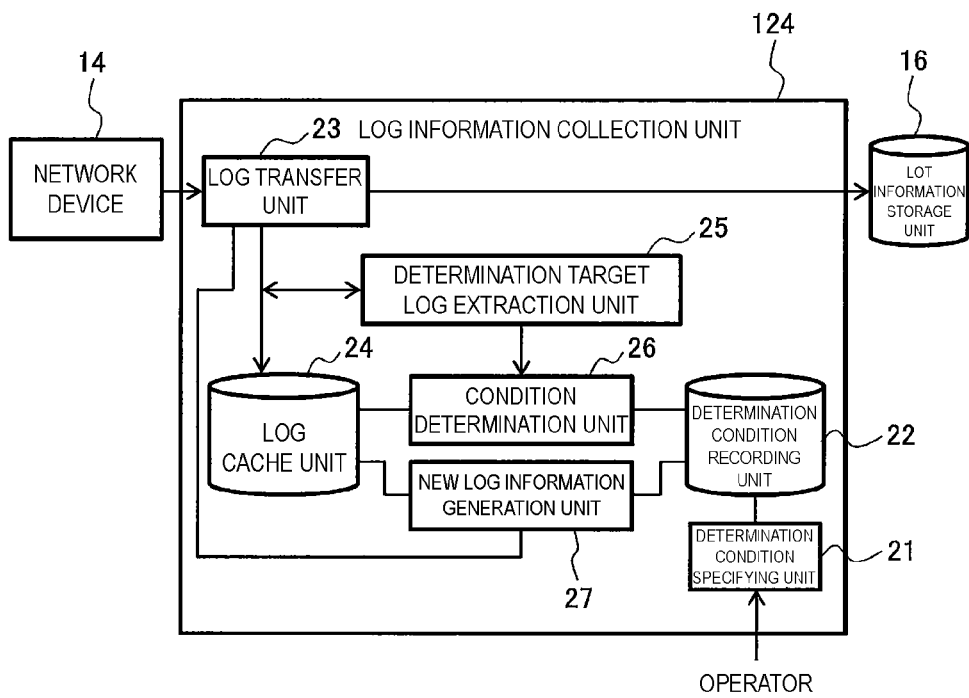 124
14
16
LOG INFORMATION COLLECTION UNIT
23
NETWORK
DEVICE
LOG TRANSFER
UNIT
LOT
INFORMATION
STORAGE
UNIT
25
DETERMINATION TARGET
LOG EXTRACTION UNIT
24
26
LOG
CACHE UNIT
CONDITION
DETERMINATION UNIT
DETERMINATION
CONDITION
RECORDING
UNIT
22
NEW LOG INFORMATION
GENERATION UNIT
27
DETERMINATION
CONDITION
SPECIFYING UNIT
21
OPERATOR